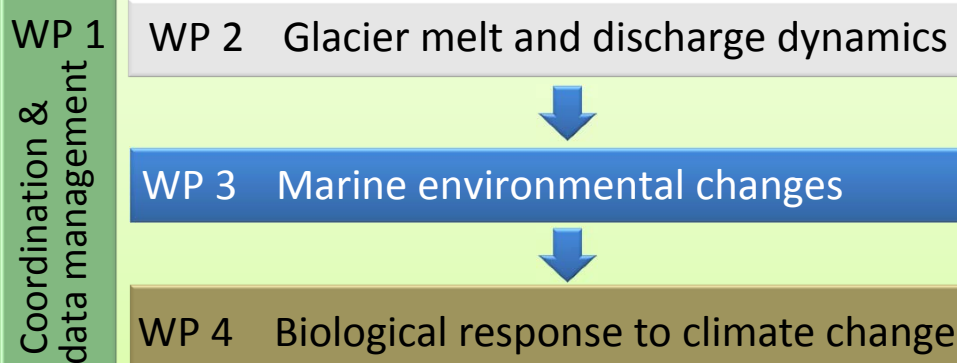 WP 1
Coordination &
data management
WP 2 Glacier melt and discharge dynamics
WP 3 Marine environmental changes
WP 4 Biological response to climate change